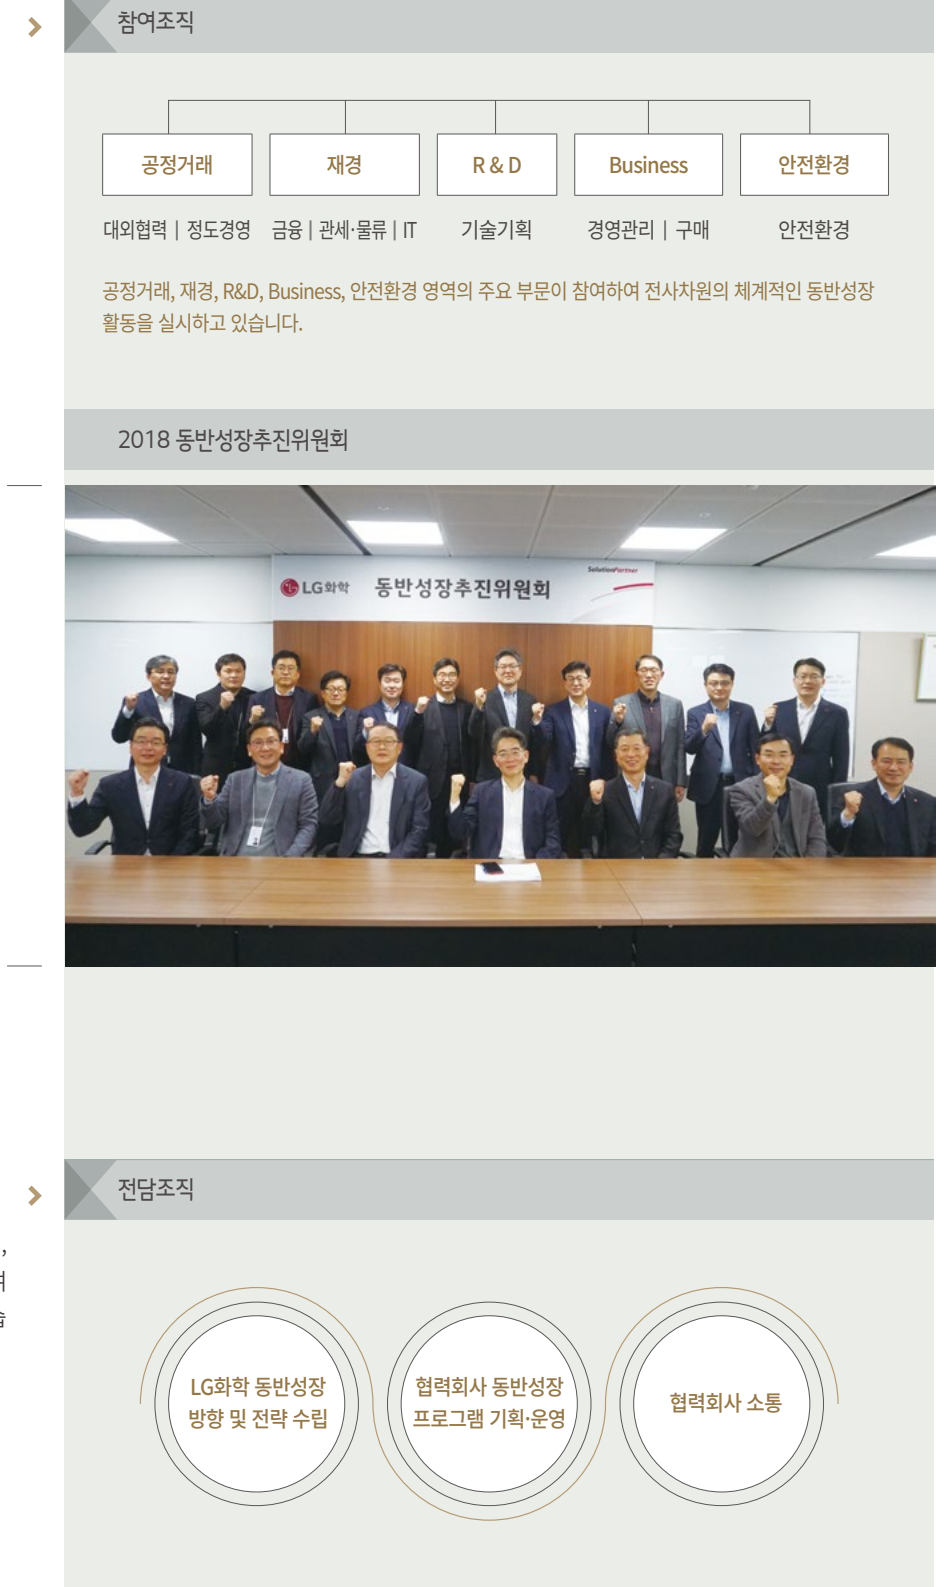 참여조직
공정거래
재경
R & D
Business
안전환경
대외협력 | 정도경영
금융 | 관세·물류 | IT
기술기획
경영관리 | 구매
안전환경
공정거래, 재경, R&D, Business, 안전환경 영역의 주요 부문이 참여하여 전사차원의 체계적인 동반성장
활동을 실시하고 있습니다.
2018 동반성장추진위원회
SolutionPartner
LG화학 동반성장추진위원회
전담조직
LG화학 동반성장
방향 및 전략 수립
협력회사 동반성장
프로그램 기획·운영
협력회사 소통